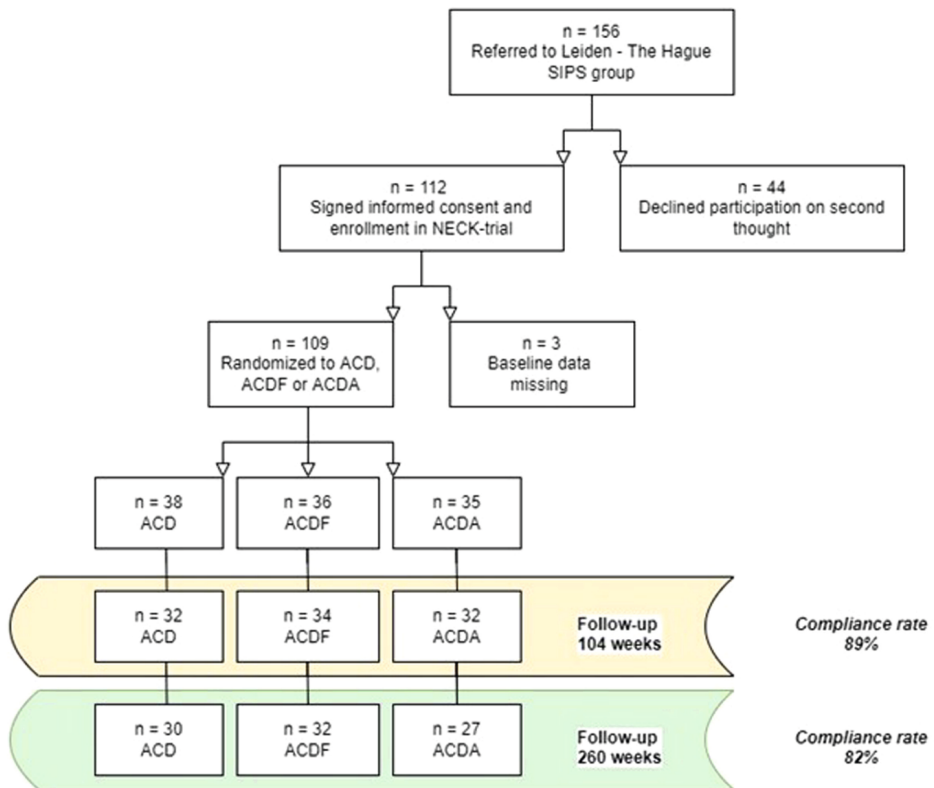 n = 156
Referred to Leiden - The Hague
SIPS group
n = 112
Signed informed consent and
enrollment in NECK-trial
n = 44
Declined participation on second
thought
n = 109
Randomized to ACD,
ACDF or ACDA
n = 3
Baseline data
missing
n = 38
ACD
n = 36
ACDF
n = 35
ACDA
n = 32
ACD
n = 34
ACDF
n = 32
ACDA
Follow-up
104 weeks
Compliance rate
89%
n = 30
ACD
n = 32
ACDF
n = 27
ACDA
Follow-up
260 weeks
Compliance rate
82%